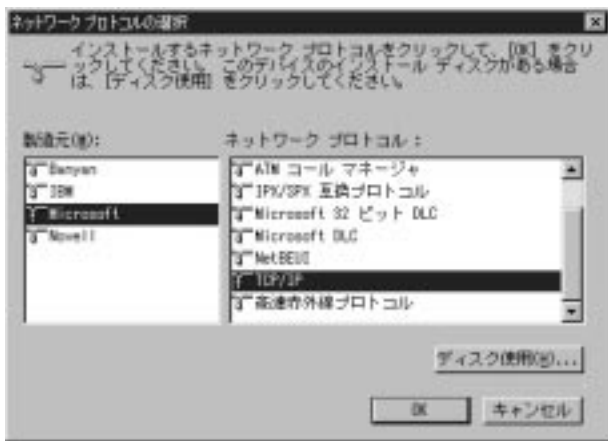 ネットワーク プロトコルの選択
インストールするネットワーク プロトコルをクリックして、[OK] をクリ
ックしてください。 このデバイスのインストール ディスクがある場合
は、[ディスク使用] をクリックしてください。
製造元(M):
ネットワーク プロトコル :
Banyan
IBM
Microsoft
Novell
ATM コール マネージャ
IPX/SPX 互換プロトコル
Microsoft 32 ビット DLC
Microsoft DLC
NetBEUI
TCP/IP
高速赤外線プロトコル
ディスク使用(H)...
OK
キャンセル